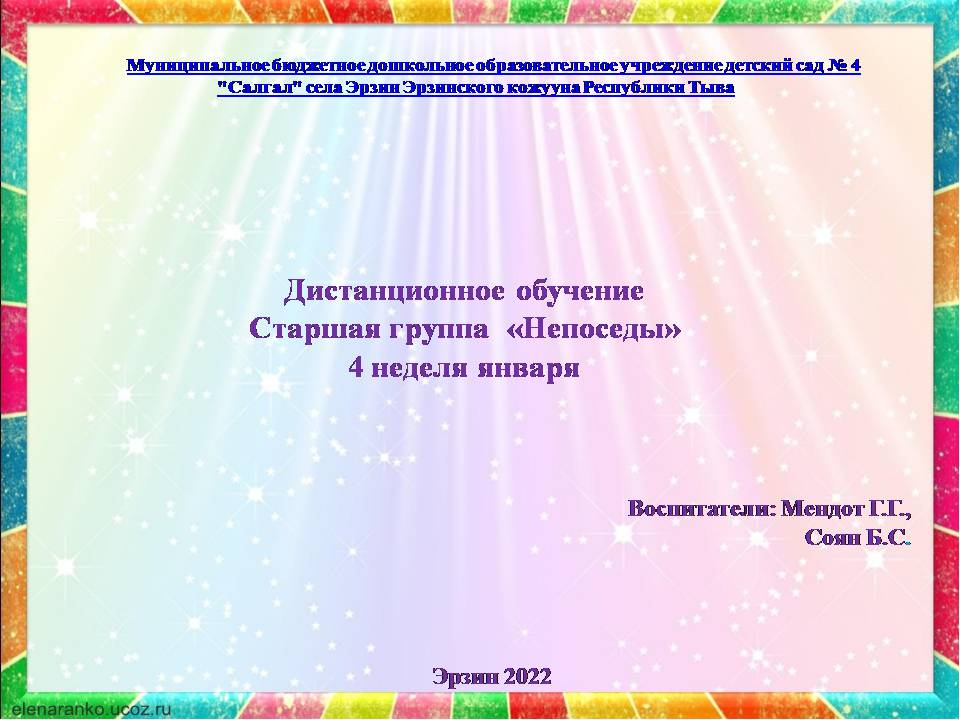 Муниципальное бюджетное дошкольное образовательное учреждение детский сад № 4
"Салгал" села Эрзин Эрзинского кожууна Республики Тыва
Дистанционное обучение
Старшая группа «Непоседы»
4 неделя января
Воспитатели: Мендот Г.Г.,
Соян Б.С.
Эрзин 2022
elenaranko.ucoz.ru